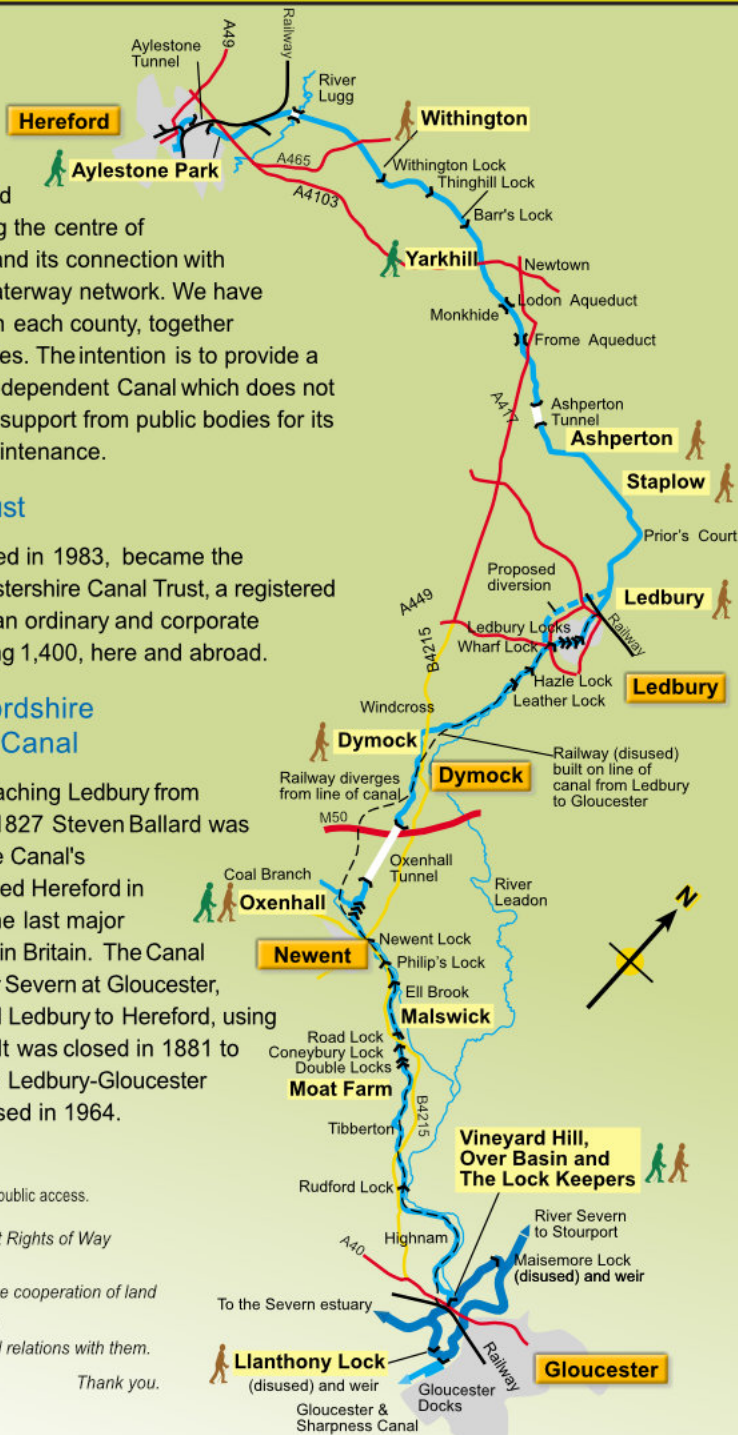 A49
Railway
Aylestone
Tunnel
River
Lugg
Hereford
Withington
Aylestone Park
A465
Withington Lock
Thinghill Lock
A4103
Barr's Lock
Yarkhill
Newtown
Lodon Aqueduct
Monkhide
Frome Aqueduct
A417
Ashperton
Tunnel
Ashperton
Staplow
Prior's Court
Proposed
diversion
Ledbury
A449
Ledbury Locks
Railway
Wharf Lock
B4215
Hazle Lock
Ledbury
Leather Lock
Windcross
Dymock
Railway (disused)
built on line of
canal from Ledbury
to Gloucester
Dymock
Railway diverges
from line of canal
M50
Oxenhall
Tunnel
Coal Branch
River
Leadon
Oxenhall
N
Newent Lock
Newent
Philip's Lock
Ell Brook
Malswick
Road Lock
Coneybury Lock
Double Locks
Moat Farm
B4215
Tibberton
Vineyard Hill,
Over Basin and
The Lock Keepers
Rudford Lock
River Severn
to Stourport
Highnam
A40
Maisemore Lock
(disused) and weir
To the Severn estuary
Llanthony Lock
(disused) and weir
Railway
Gloucester
Gloucester
Docks
Gloucester &
Sharpness Canal
g the centre of
and its connection with
aterway network. We have
each county, together
es. The intention is to provide a
dependent Canal which does not
support from public bodies for its
intenance.
ust
ed in 1983, became the
stershire Canal Trust, a registered
an ordinary and corporate
ng 1,400, here and abroad.
ordshire
Canal
aching Ledbury from
1827 Steven Ballard was
e Canal's
ed Hereford in
he last major
in Britain. The Canal
r Severn at Gloucester,
d Ledbury to Hereford, using
It was closed in 1881 to
Ledbury-Gloucester
sed in 1964.
public access.
t Rights of Way
e cooperation of land
d relations with them.
Thank you.